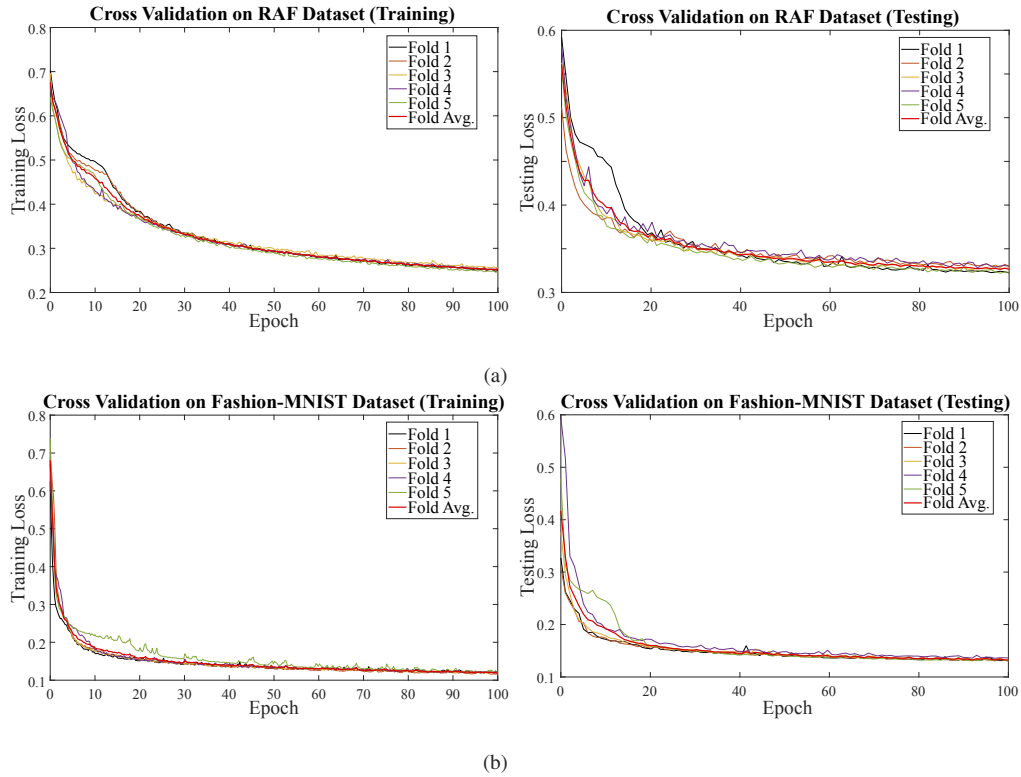 Cross Validation on RAF Dataset (Training)
0.8
0.7
0.6
0.5
0.4
0.3
0.2
Training Loss
0 10 20 30 40 50 60 70 80 90 100
Epoch
Fold 1
Fold 2
Fold 3
Fold 4
Fold 5
Fold Avg.
Cross Validation on RAF Dataset (Testing)
0.6
0.5
0.4
0.3
Testing Loss
0 20 40 60 80 100
Epoch
Fold 1
Fold 2
Fold 3
Fold 4
Fold 5
Fold Avg.
(a)
Cross Validation on Fashion-MNIST Dataset (Training)
0.8
0.7
0.6
0.5
0.4
0.3
0.2
0.1
Training Loss
0 10 20 30 40 50 60 70 80 90 100
Epoch
Fold 1
Fold 2
Fold 3
Fold 4
Fold 5
Fold Avg.
Cross Validation on Fashion-MNIST Dataset (Testing)
0.6
0.5
0.4
0.3
0.2
0.1
Testing Loss
0 20 40 60 80 100
Epoch
Fold 1
Fold 2
Fold 3
Fold 4
Fold 5
Fold Avg.
(b)